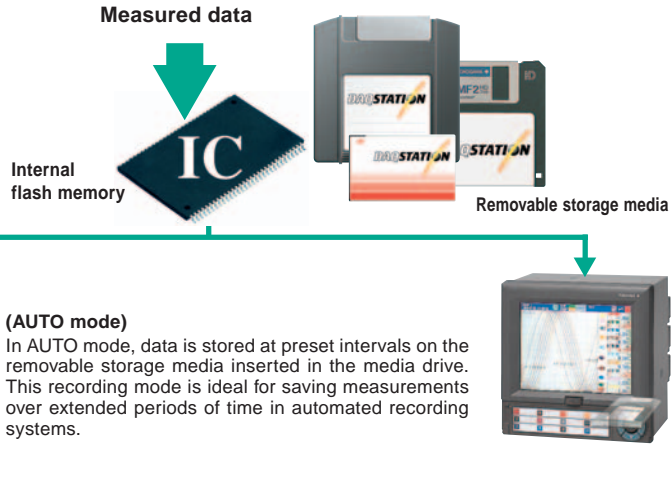 Measured data
IC
Internal
flash memory
DAQSTATION
DAQSTATION
MF2
STATION
Removable storage media
(AUTO mode)
In AUTO mode, data is stored at preset intervals on the
removable storage media inserted in the media drive.
This recording mode is ideal for saving measurements
over extended periods of time in automated recording
systems.